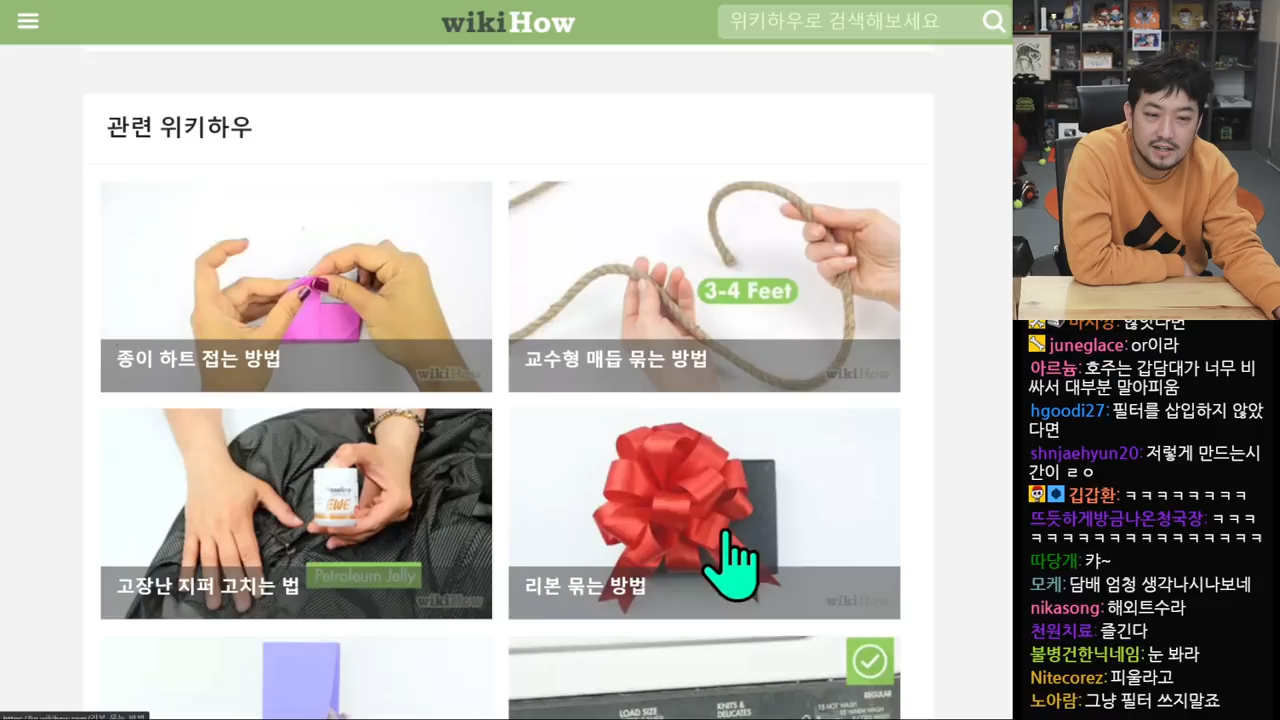 wikiHow
위키하우로 검색해보세요
관련 위키하우
종이 하트 접는 방법
wikiHow
3-4 Feet
교수형 매듭 묶는 방법
wikiHow
Petroleum Jelly
고장난 지퍼 고치는 법
wikiHow
리본 묶는 방법
wikiHow
LOAD SIZE
KNITS &
DELICATES
REGULAR
juneglace: or이라
아르늄: 호주는 갑담대가 너무 비
싸서 대부분 말아피움
hgoodi27: 필터를 삽입하지 않았
다면
shnjaehyun20: 저렇게 만드는시
간이 ㄹㅇ
김갑환: ㅋㅋㅋㅋㅋㅋㅋㅋ
뜨듯하게방금나온청국장: ㅋㅋㅋ
ㅋㅋㅋㅋㅋㅋㅋㅋㅋㅋㅋㅋㅋㅋㅋ
따당개: 캬~
모케: 담배 엄청 생각나시나보네
nikasong: 해외트수라
천원치료: 즐긴다
불병건한닉네임: 눈 봐라
Nitecorez: 피울라고
노아람: 그냥 필터 쓰지말죠